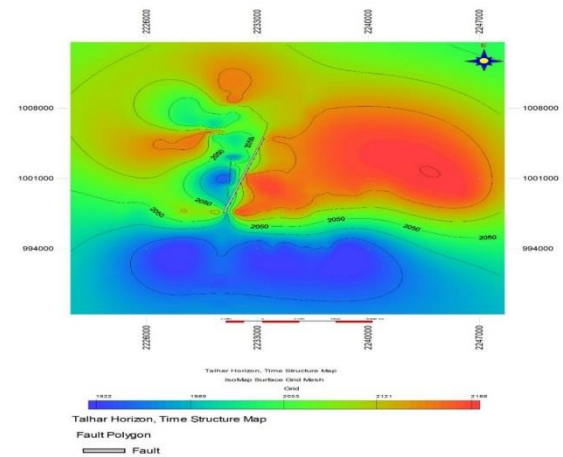 2226000 2233000 2240000 2247000
1008000 1008000
2050
2050
1001000 1001000
2050
2050
2050
2050
2050
994000 994000
2226000 2233000 2240000 2247000
Talhar Horizon, Time Structure Map
IsoMap Surface Grid Mesh
Grid
1922 1989 2055 2121 2188
Talhar Horizon, Time Structure Map
Fault Polygon
Fault